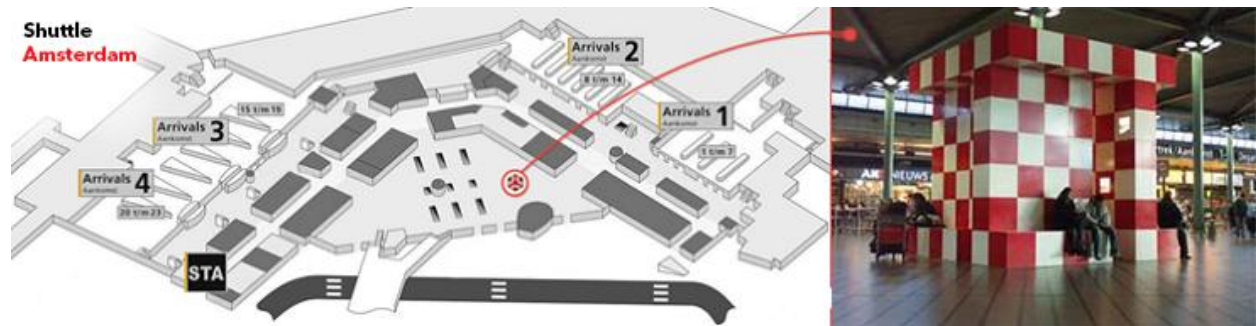 Shuttle
Amsterdam
Arrivals 2
Aankomst
8 t/m 14
Arrivals 1
Aankomst
1 t/m 7
15 t/m 19
Arrivals 3
Aankomst
Arrivals 4
Aankomst
20 t/m 23
STA
NIEUWS